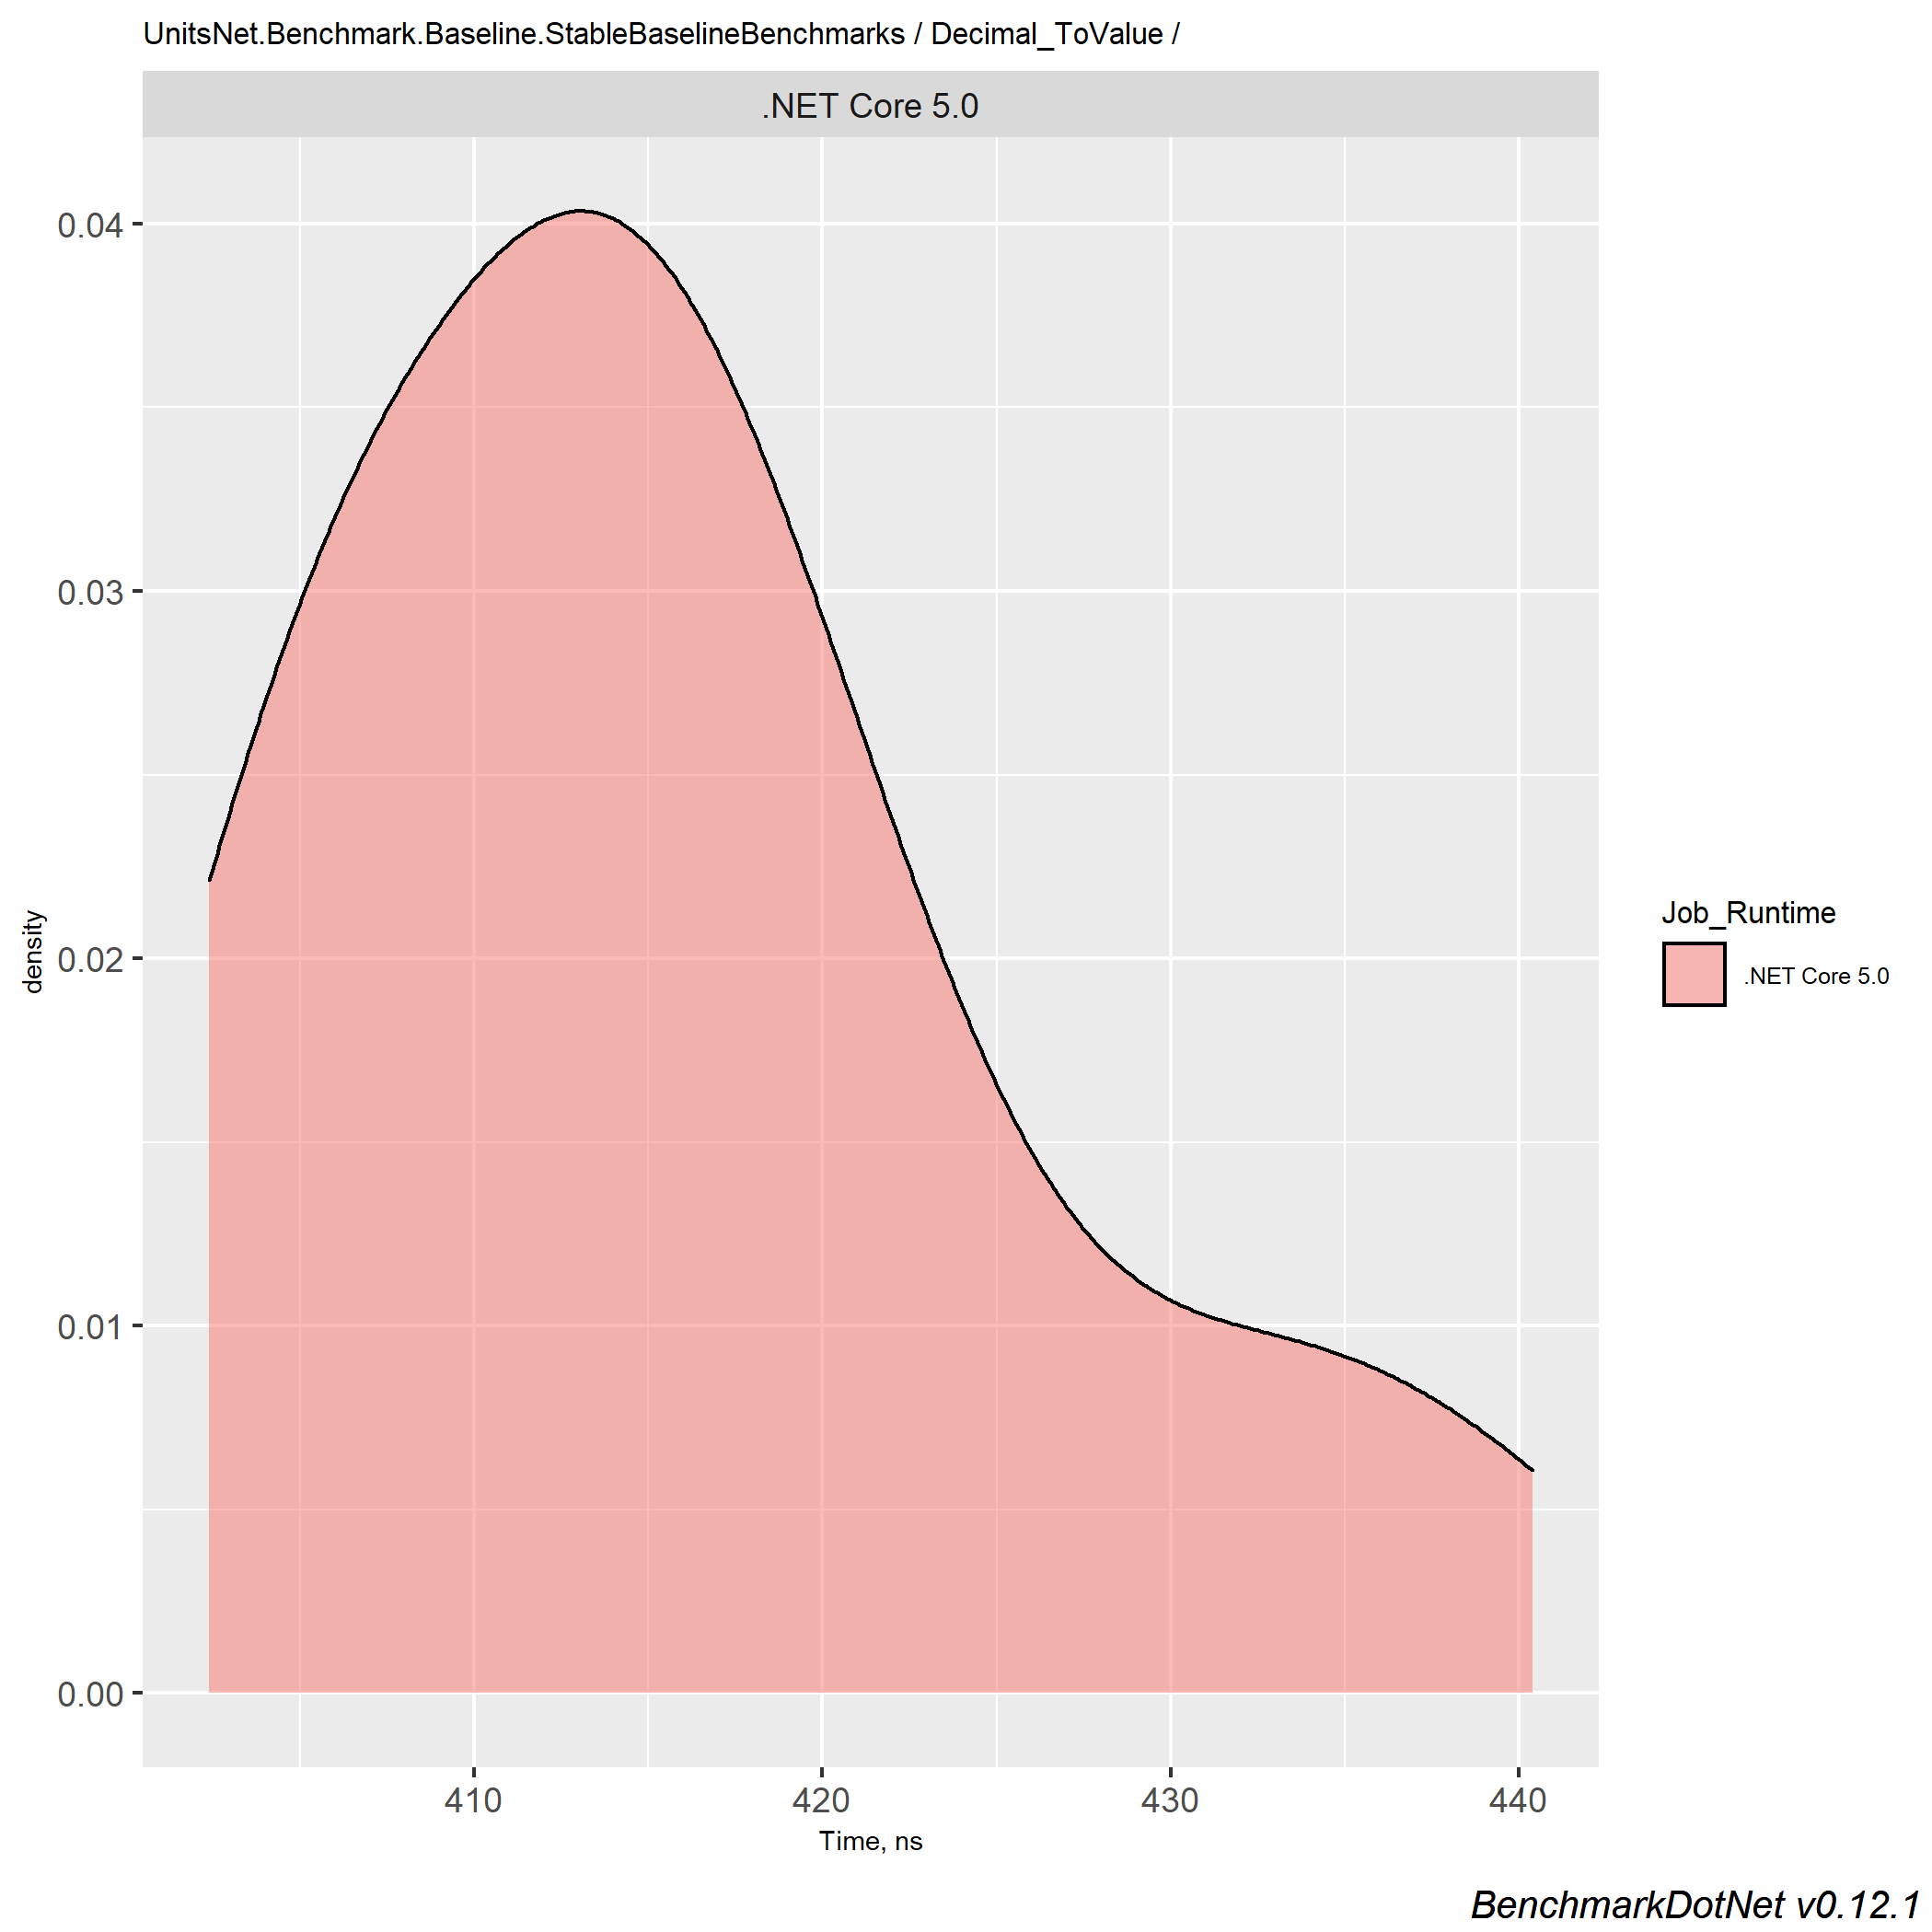 UnitsNet.Benchmark.Baseline.StableBaselineBenchmarks / Decimal_ToValue /
.NET Core 5.0
0.04
0.03
0.02
0.01
0.00
density
410 420 430 440
Time, ns
Job_Runtime
.NET Core 5.0
BenchmarkDotNet v0.12.1